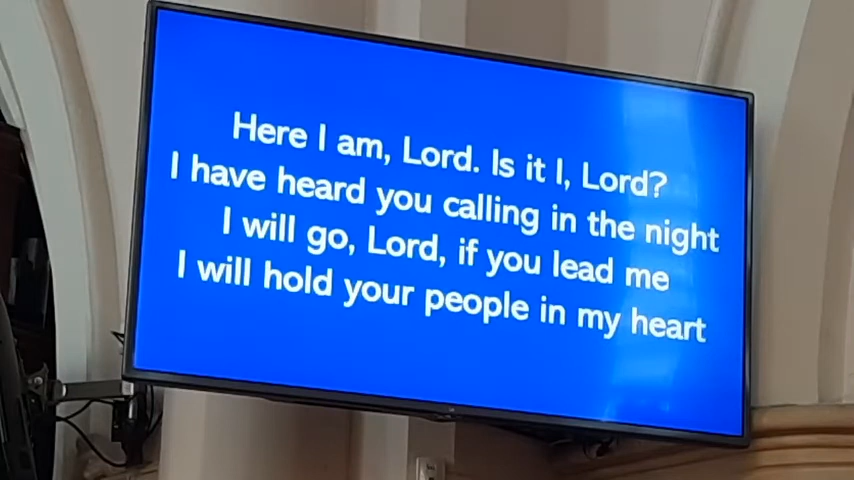 Here I am, Lord. Is it I, Lord?
I have heard you calling in the night
I will go, Lord, if you lead me
I will hold your people in my heart